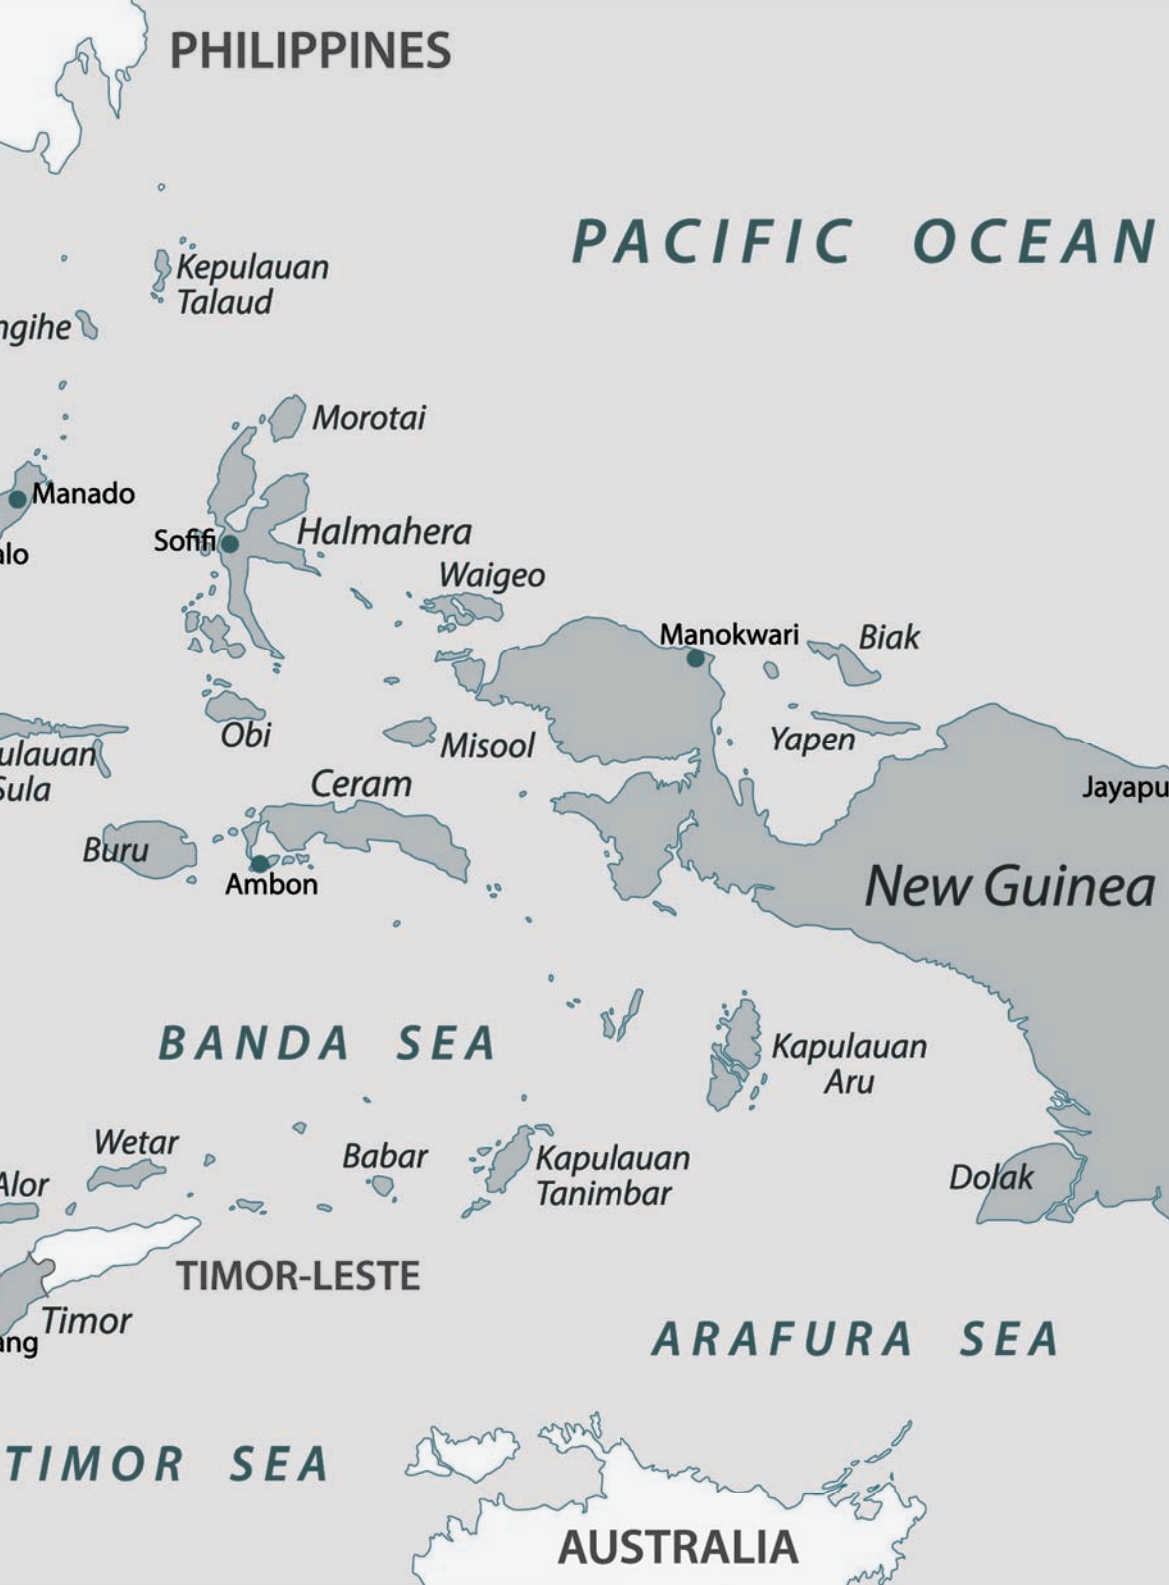 PHILIPPINES
PACIFIC OCEAN
Kepulauan
Talaud
ngihe
Morotai
Manado
Sofifi
Halmahera
alo
Waigeo
Manokwari
Biak
Obi
Misool
Yapen
ulauan
Sula
Ceram
Jayapu
Buru
Ambon
New Guinea
BANDA SEA
Kapulauan
Aru
Wetar
Babar
Kapulauan
Tanimbar
Alor
Dolak
TIMOR-LESTE
Timor
ang
ARAFURA SEA
TIMOR SEA
AUSTRALIA